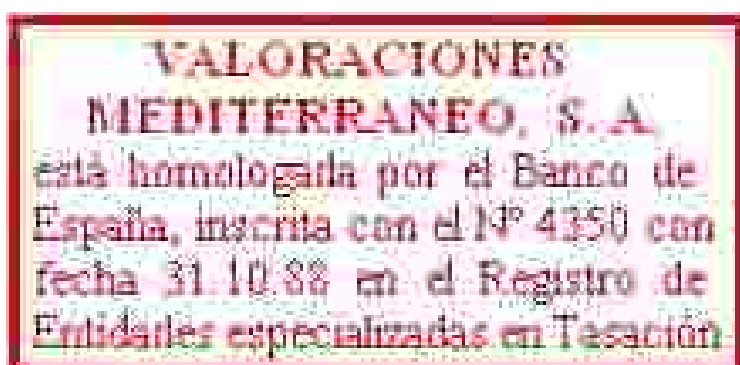 VALORACIONES
MEDITERRANEO, S. A.
está homologada por el Banco de
España, inscrita con el Nº 4350 con
fecha 31.10.88 en el Registro de
Entidades especializadas en Tasación